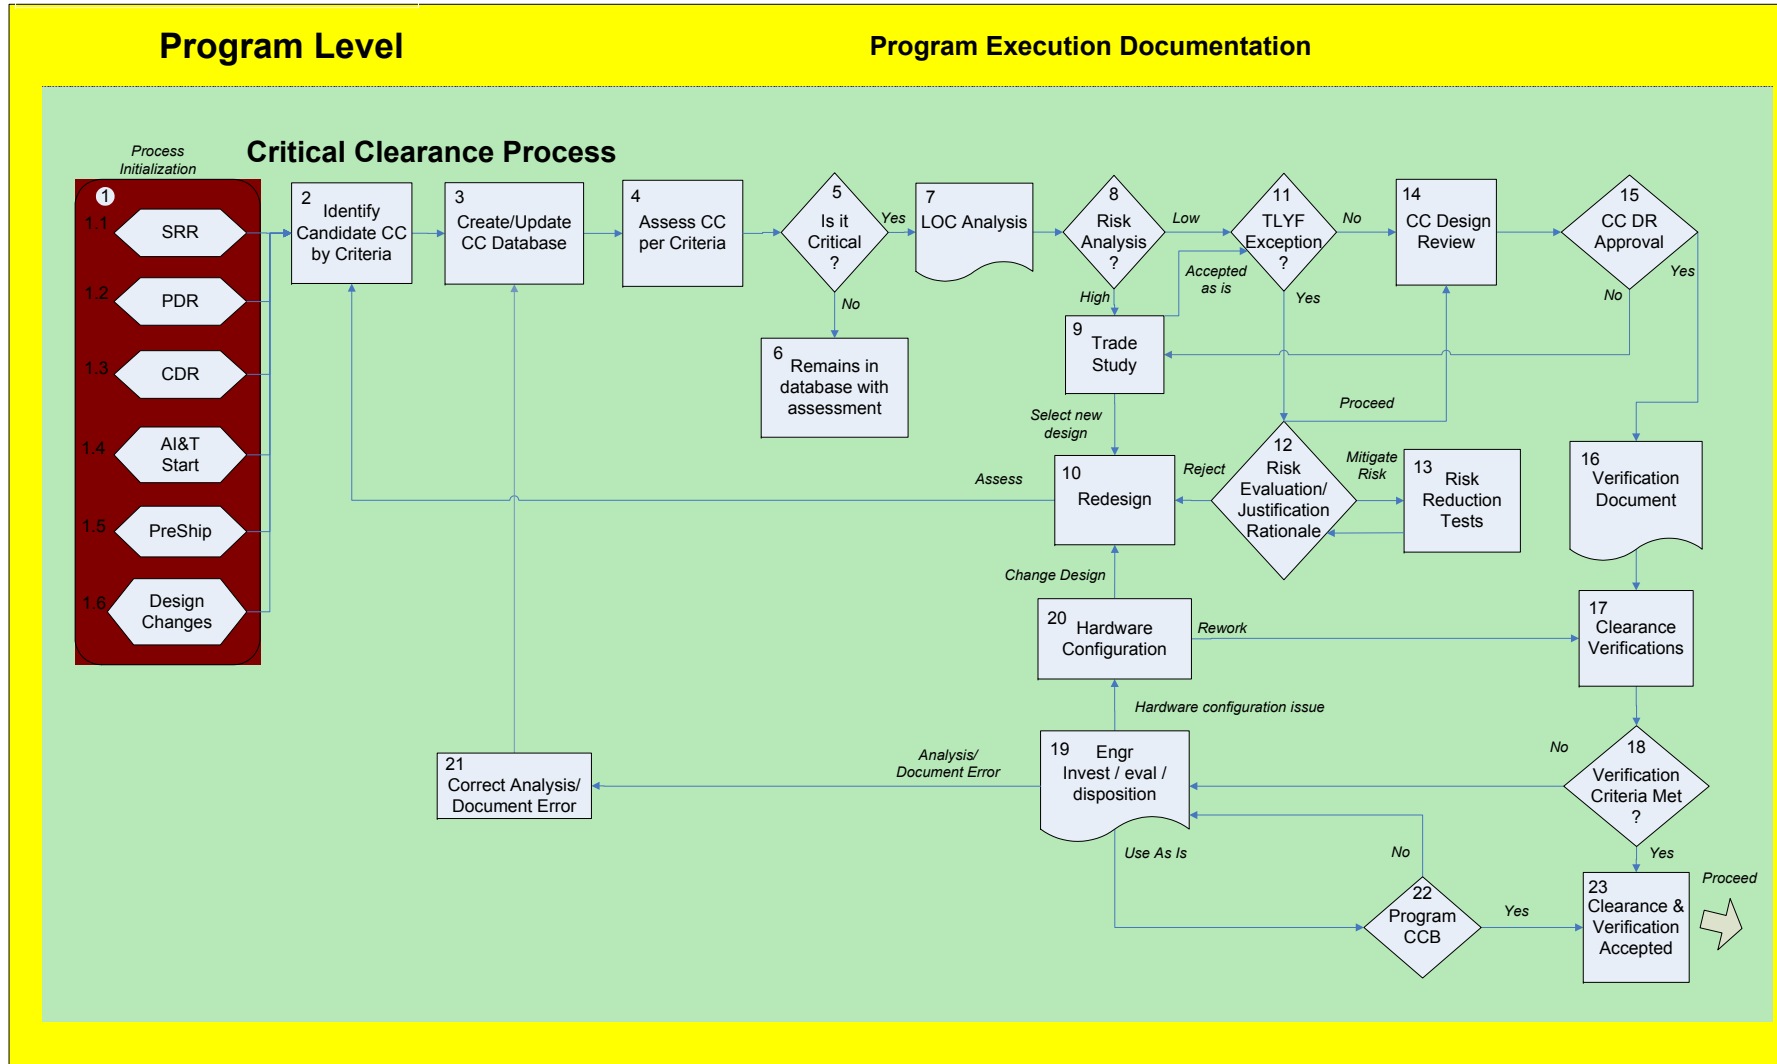 Program Level
Program Execution Documentation
Critical Clearance Process
Process
Initialization
1
1.1
SRR
1.2
PDR
1.3
CDR
1.4
AI&T
Start
1.5
PreShip
1.6
Design
Changes
2
Identify
Candidate CC
by Criteria
3
Create/Update
CC Database
4
Assess CC
per Criteria
5
Is it
Critical
?
Yes
No
6
Remains in
database with
assessment
7
LOC Analysis
8
Risk
Analysis
?
Low
High
Accepted
as is
9
Trade
Study
Select new
design
10
Redesign
Assess
11
TLYF
Exception
?
No
Yes
Proceed
12
Risk
Evaluation/
Justification
Rationale
Reject
Mitigate
Risk
13
Risk
Reduction
Tests
14
CC Design
Review
15
CC DR
Approval
Yes
No
16
Verification
Document
17
Clearance
Verifications
18
Verification
Criteria Met
?
No
Yes
19
Engr
Invest / eval /
disposition
Hardware configuration issue
Analysis/
Document Error
Use As Is
20
Hardware
Configuration
Change Design
Rework
21
Correct Analysis/
Document Error
22
Program
CCB
No
Yes
23
Clearance &
Verification
Accepted
Proceed